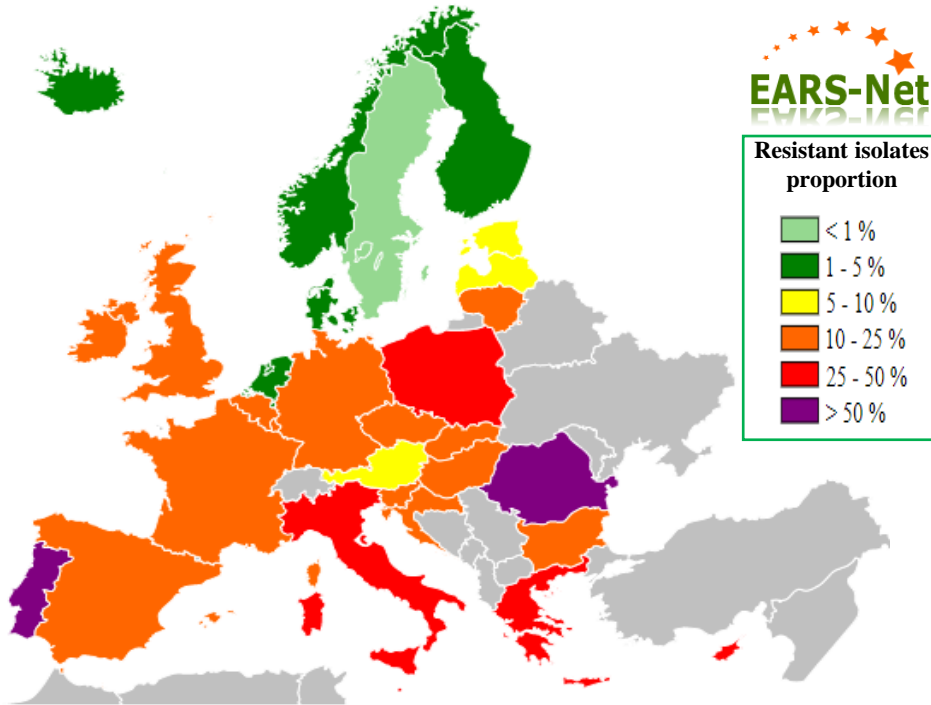 EARS-Net
Resistant isolates
proportion
< 1 %
1 - 5 %
5 - 10 %
10 - 25 %
25 - 50 %
> 50 %